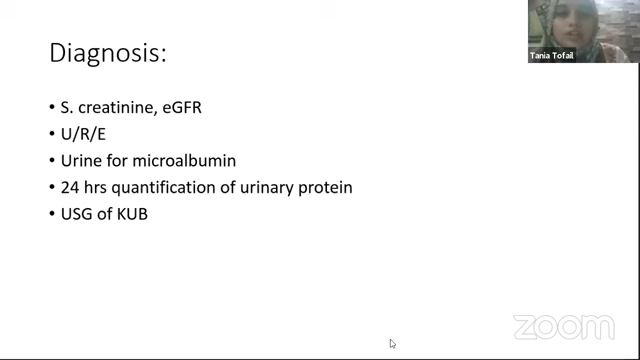 Diagnosis:
Tania Tofail
• S. creatinine, eGFR
• U/R/E
• Urine for microalbumin
• 24 hrs quantification of urinary protein
• USG of KUB
zoom